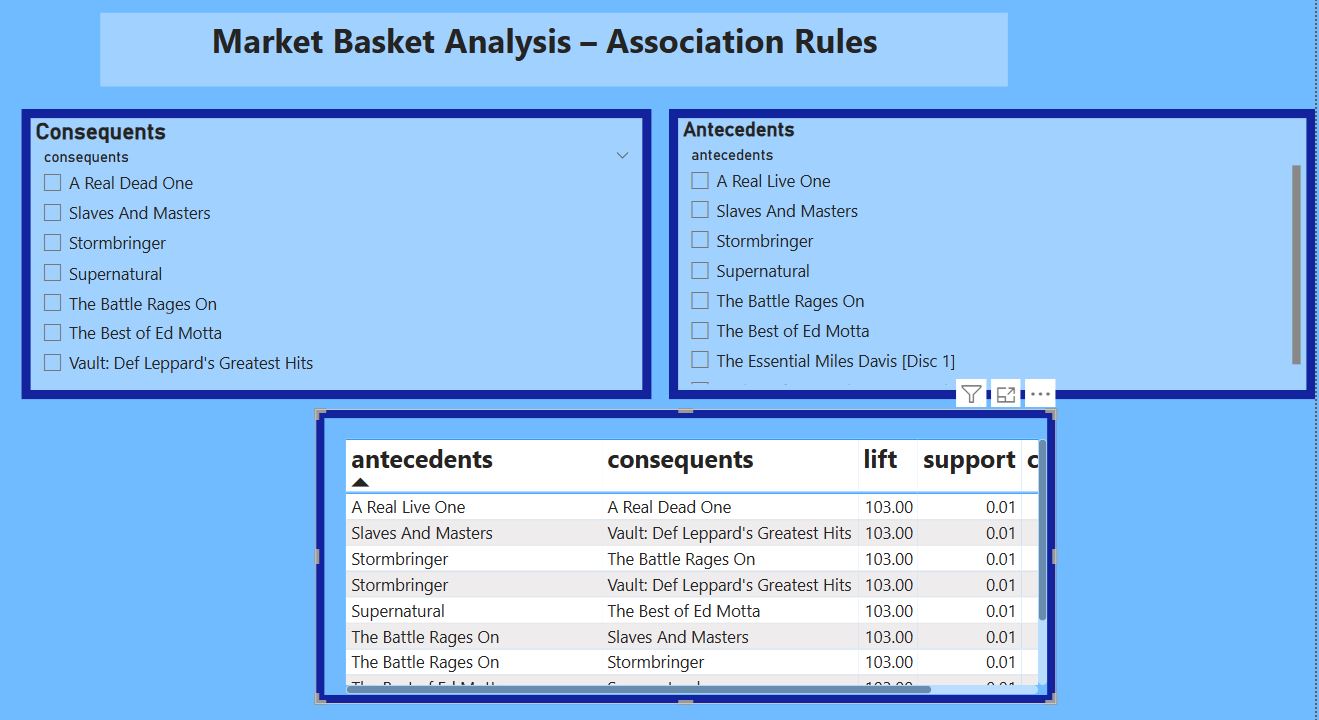 Market Basket Analysis – Association Rules
Consequents
consequents
A Real Dead One
Slaves And Masters
Stormbringer
Supernatural
The Battle Rages On
The Best of Ed Motta
Vault: Def Leppard's Greatest Hits
Antecedents
antecedents
A Real Live One
Slaves And Masters
Stormbringer
Supernatural
The Battle Rages On
The Best of Ed Motta
The Essential Miles Davis [Disc 1]
antecedents consequents lift support c
A Real Live One A Real Dead One 103.00 0.01
Slaves And Masters Vault: Def Leppard's Greatest Hits 103.00 0.01
Stormbringer The Battle Rages On 103.00 0.01
Stormbringer Vault: Def Leppard's Greatest Hits 103.00 0.01
Supernatural The Best of Ed Motta 103.00 0.01
The Battle Rages On Slaves And Masters 103.00 0.01
The Battle Rages On Stormbringer 103.00 0.01